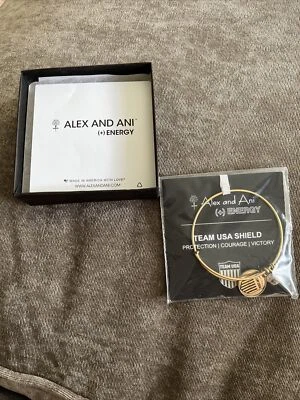 ALEX AND ANI™
(+) ENERGY
MADE IN AMERICA WITH LOVE®
WWW.ALEXANDANI.COM
Alex and Ani
(+) ENERGY
TEAM USA SHIELD
PROTECTION | COURAGE | VICTORY
TEAM USA